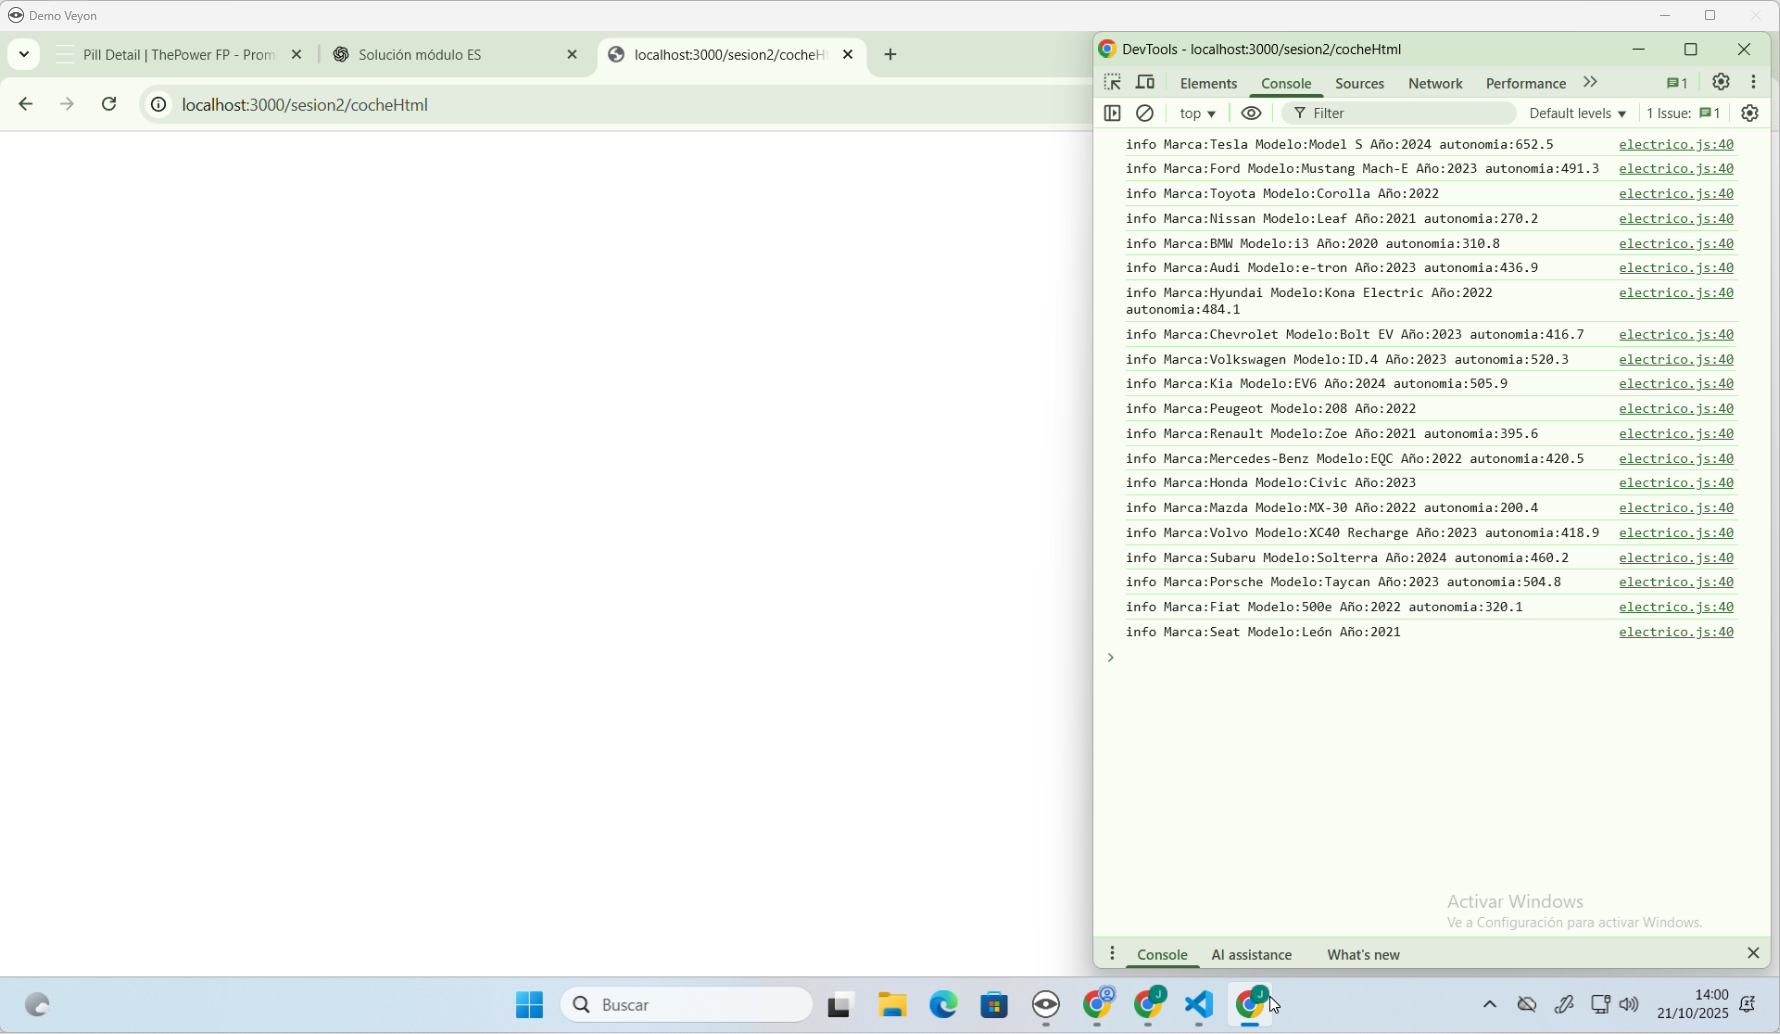 Demo Veyon
Pill Detail | ThePower FP - Prom
Solución módulo ES
localhost:3000/sesion2/cocheH
localhost:3000/sesion2/cocheHtml
DevTools - localhost:3000/sesion2/cocheHtml
Elements Console Sources Network Performance 1
top Filter Default levels 1 Issue: 1
info Marca:Tesla Modelo:Model S Año:2024 autonomia:652.5 electrico.js:40
info Marca:Ford Modelo:Mustang Mach-E Año:2023 autonomia:491.3 electrico.js:40
info Marca:Toyota Modelo:Corolla Año:2022 electrico.js:40
info Marca:Nissan Modelo:Leaf Año:2021 autonomia:270.2 electrico.js:40
info Marca:BMW Modelo:i3 Año:2020 autonomia:310.8 electrico.js:40
info Marca:Audi Modelo:e-tron Año:2023 autonomia:436.9 electrico.js:40
info Marca:Hyundai Modelo:Kona Electric Año:2022 electrico.js:40
autonomia:484.1
info Marca:Chevrolet Modelo:Bolt EV Año:2023 autonomia:416.7 electrico.js:40
info Marca:Volkswagen Modelo:ID.4 Año:2023 autonomia:520.3 electrico.js:40
info Marca:Kia Modelo:EV6 Año:2024 autonomia:505.9 electrico.js:40
info Marca:Peugeot Modelo:208 Año:2022 electrico.js:40
info Marca:Renault Modelo:Zoe Año:2021 autonomia:395.6 electrico.js:40
info Marca:Mercedes-Benz Modelo:EQC Año:2022 autonomia:420.5 electrico.js:40
info Marca:Honda Modelo:Civic Año:2023 electrico.js:40
info Marca:Mazda Modelo:MX-30 Año:2022 autonomia:200.4 electrico.js:40
info Marca:Volvo Modelo:XC40 Recharge Año:2023 autonomia:418.9 electrico.js:40
info Marca:Subaru Modelo:Solterra Año:2024 autonomia:460.2 electrico.js:40
info Marca:Porsche Modelo:Taycan Año:2023 autonomia:504.8 electrico.js:40
info Marca:Fiat Modelo:500e Año:2022 autonomia:320.1 electrico.js:40
info Marca:Seat Modelo:León Año:2021 electrico.js:40
Activar Windows
Ve a Configuración para activar Windows.
Console AI assistance What's new
Buscar
J
J
14:00
21/10/2025